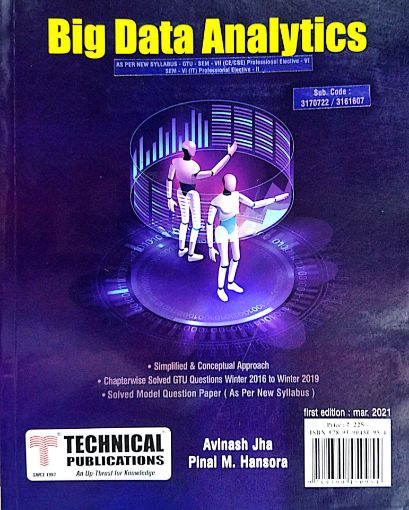 Big Data Analytics
AS PER NEW SYLLABUS - GTU - SEM - VII (CE/CSE) Professional Elective - VI
SEM - VI (IT) Professional Elective - II
Sub. Code :
3170722 / 3161607
• Simplified & Conceptual Approach
• Chapterwise Solved GTU Questions Winter 2016 to Winter 2019
• Solved Model Question Paper ( As Per New Syllabus )
first edition : mar. 2021
T
SINCE 1993
TECHNICAL
PUBLICATIONS
An Up-Thrust for Knowledge
Avinash Jha
Pinal M. Hansora
Price : ₹ 225/-